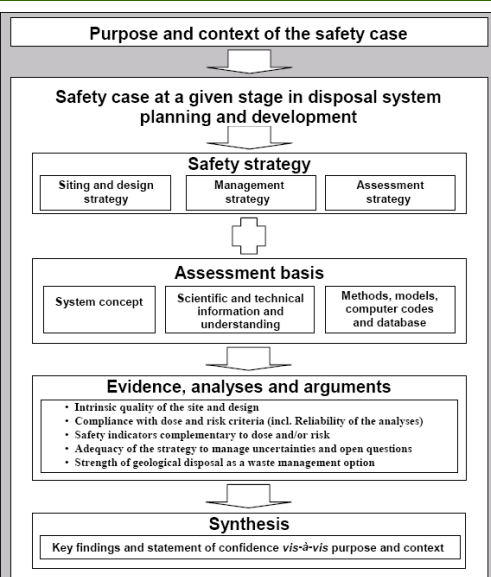 Purpose and context of the safety case
Safety case at a given stage in disposal system
planning and development
Safety strategy
Siting and design
strategy
Management
strategy
Assessment
strategy
Assessment basis
System concept
Scientific and technical
information and
understanding
Methods, models,
computer codes
and database
Evidence, analyses and arguments
• Intrinsic quality of the site and design
• Compliance with dose and risk criteria (incl. Reliability of the analyses)
• Safety indicators complementary to dose and/or risk
• Adequacy of the strategy to manage uncertainties and open questions
• Strength of geological disposal as a waste management option
Synthesis
Key findings and statement of confidence vis-à-vis purpose and context